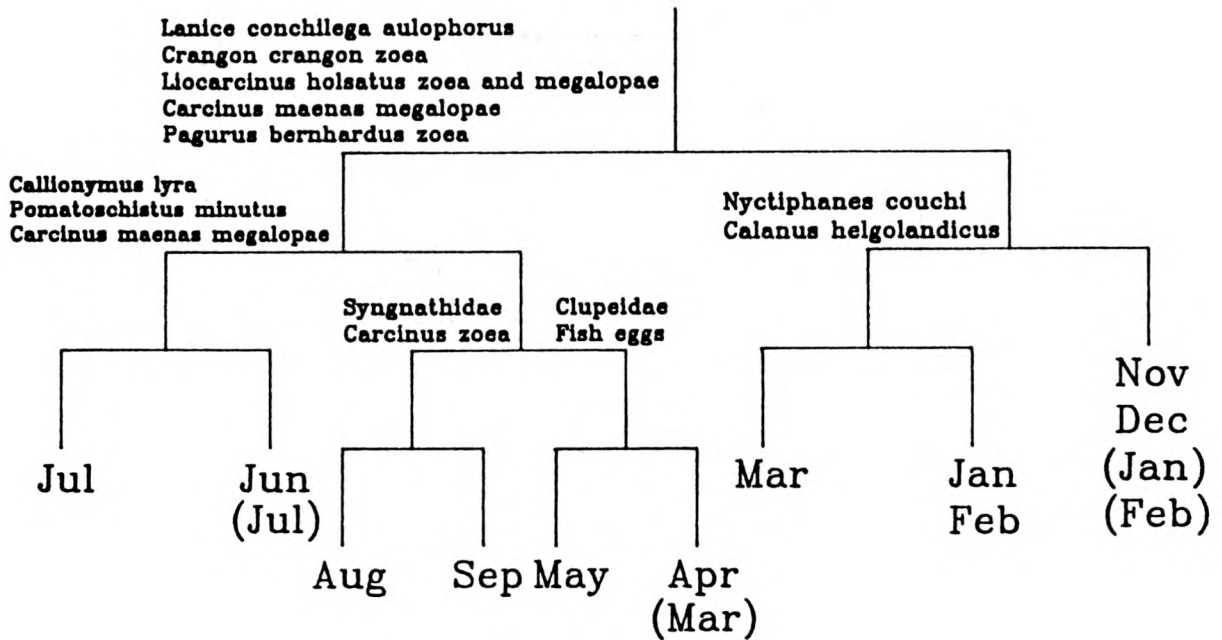 Lanice conchilega aulophorus
Crangon crangon zoea
Liocarcinus holsatus zoea and megalopae
Carcinus maenas megalopae
Pagurus bernhardus zoea
Callionymus lyra
Pomatoschistus minutus
Carcinus maenas megalopae
Nyctiphanes couchi
Calanus helgolandicus
Syngnathidae
Carcinus zoea
Clupeidae
Fish eggs
Jul
Jun
(Jul)
Aug
Sep
May
Apr
(Mar)
Mar
Jan
Feb
Nov
Dec
(Jan)
(Feb)